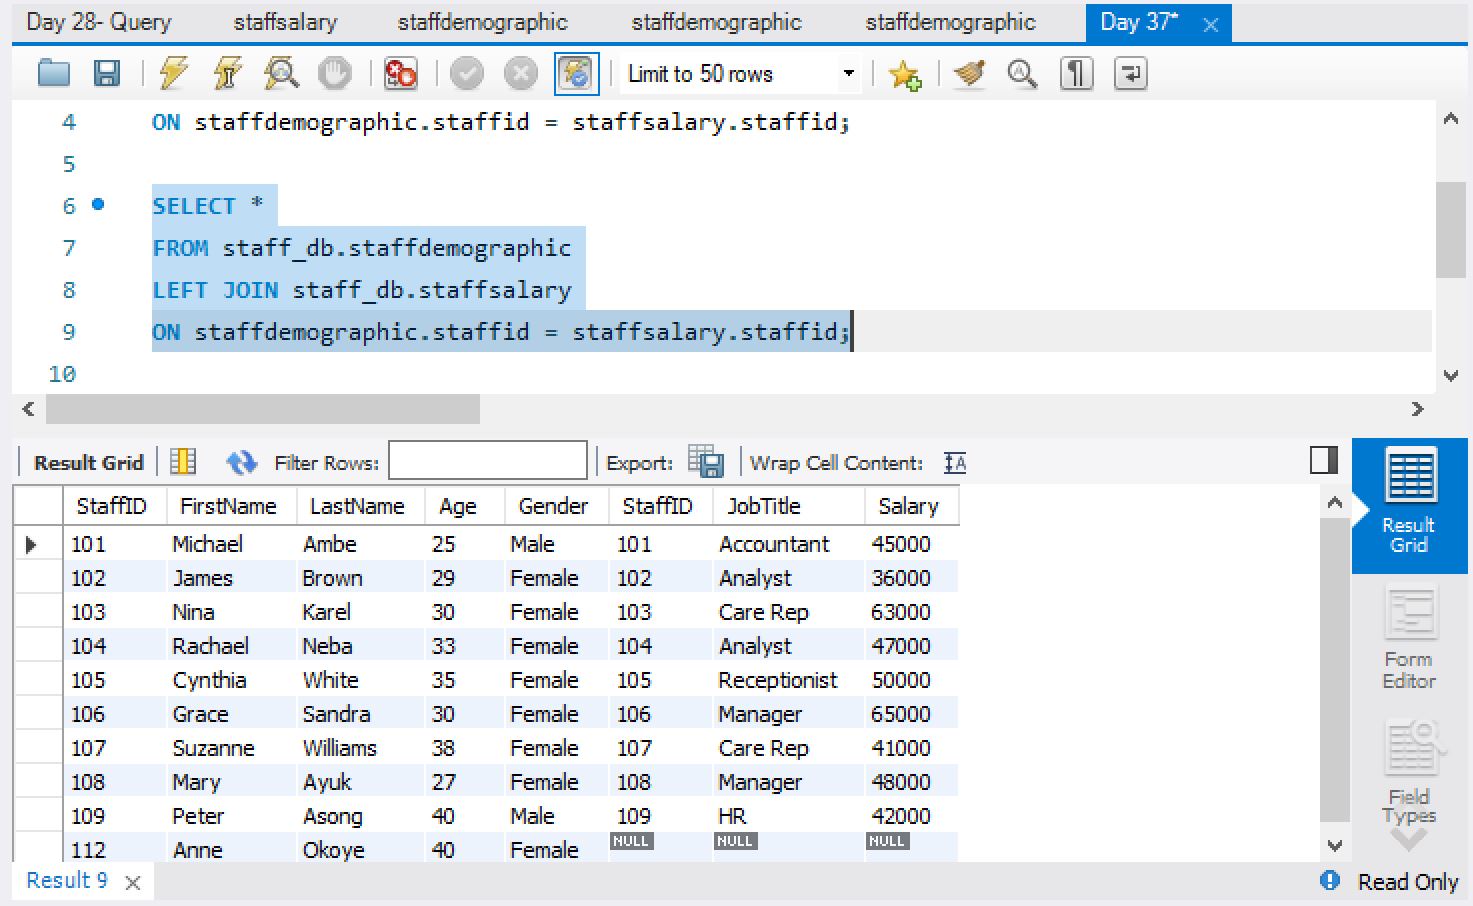 Day 28- Query staffsalary staffdemographic staffdemographic staffdemographic Day 37*
Limit to 50 rows
4 ON staffdemographic.staffid = staffsalary.staffid;
5
6 SELECT *
7 FROM staff_db.staffdemographic
8 LEFT JOIN staff_db.staffsalary
9 ON staffdemographic.staffid = staffsalary.staffid;
10
Result Grid Filter Rows: Export: Wrap Cell Content:
StaffID FirstName LastName Age Gender StaffID JobTitle Salary
101 Michael Ambe 25 Male 101 Accountant 45000
102 James Brown 29 Female 102 Analyst 36000
103 Nina Karel 30 Female 103 Care Rep 63000
104 Rachael Neba 33 Female 104 Analyst 47000
105 Cynthia White 35 Female 105 Receptionist 50000
106 Grace Sandra 30 Female 106 Manager 65000
107 Suzanne Williams 38 Female 107 Care Rep 41000
108 Mary Ayuk 27 Female 108 Manager 48000
109 Peter Asong 40 Male 109 HR 42000
112 Anne Okoye 40 Female NULL NULL NULL
Result
Grid
Form
Editor
Field
Types
Result 9 Read Only